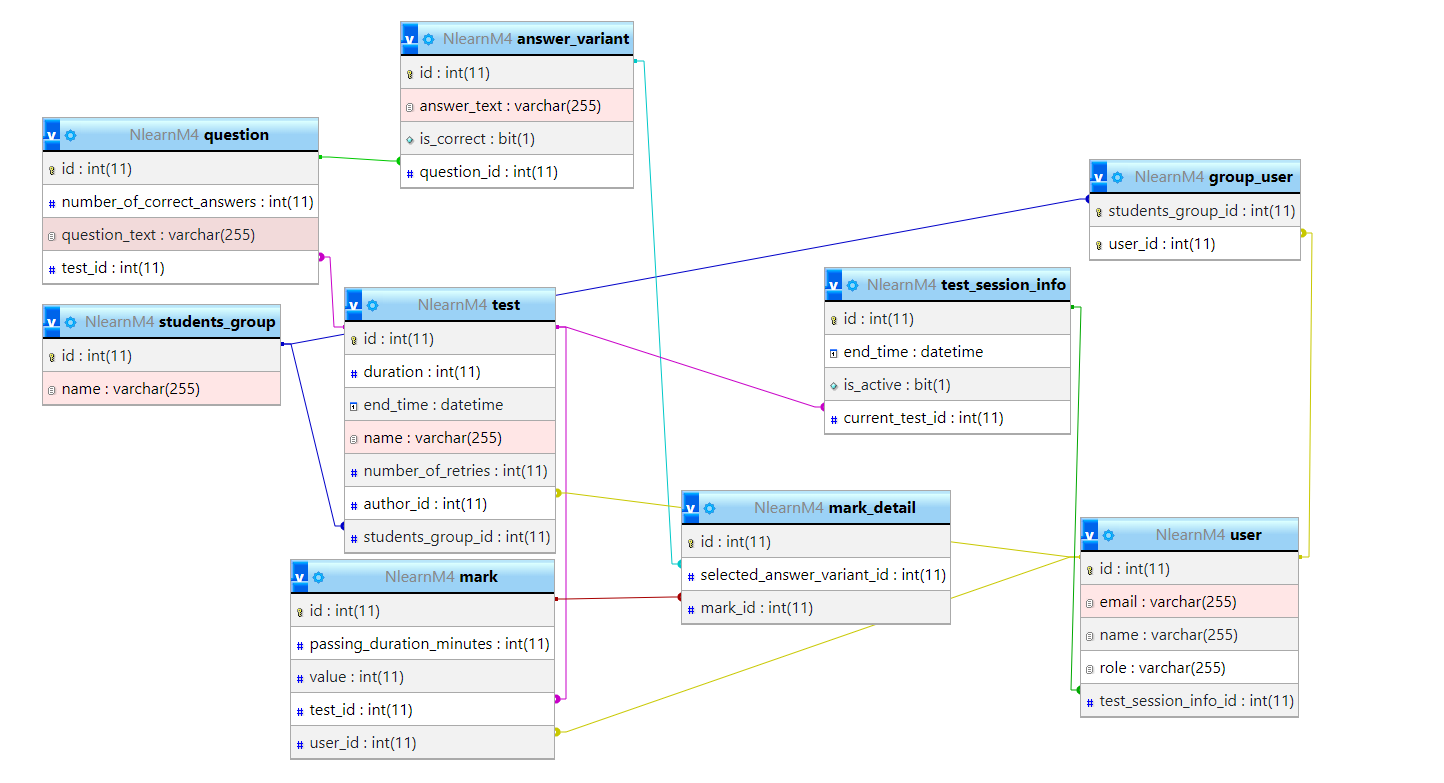 NlearnM4 answer_variant
id : int(11)
answer_text : varchar(255)
is_correct : bit(1)
question_id : int(11)
NlearnM4 question
id : int(11)
number_of_correct_answers : int(11)
question_text : varchar(255)
test_id : int(11)
NlearnM4 group_user
students_group_id : int(11)
user_id : int(11)
NlearnM4 test_session_info
id : int(11)
end_time : datetime
is_active : bit(1)
current_test_id : int(11)
NlearnM4 students_group
id : int(11)
name : varchar(255)
NlearnM4 test
id : int(11)
duration : int(11)
end_time : datetime
name : varchar(255)
number_of_retries : int(11)
author_id : int(11)
students_group_id : int(11)
NlearnM4 mark_detail
id : int(11)
selected_answer_variant_id : int(11)
mark_id : int(11)
NlearnM4 user
id : int(11)
email : varchar(255)
name : varchar(255)
role : varchar(255)
test_session_info_id : int(11)
NlearnM4 mark
id : int(11)
passing_duration_minutes : int(11)
value : int(11)
test_id : int(11)
user_id : int(11)